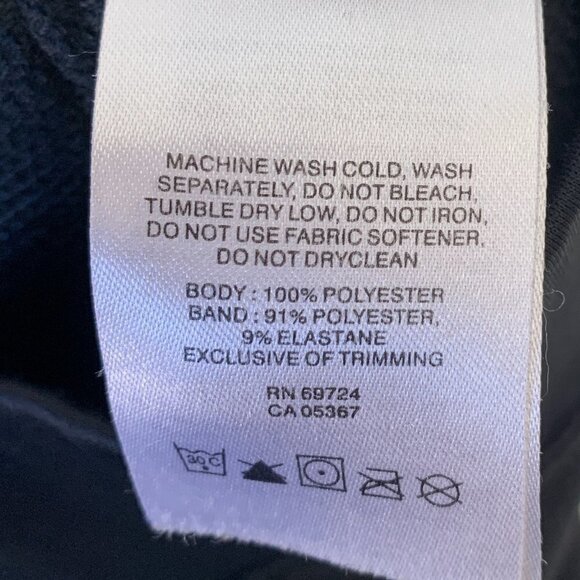 MACHINE WASH COLD, WASH
SEPARATELY, DO NOT BLEACH,
TUMBLE DRY LOW, DO NOT IRON,
DO NOT USE FABRIC SOFTENER,
DO NOT DRYCLEAN
BODY : 100% POLYESTER
BAND : 91% POLYESTER,
9% ELASTANE
EXCLUSIVE OF TRIMMING
RN 69724
CA 05367
30 C